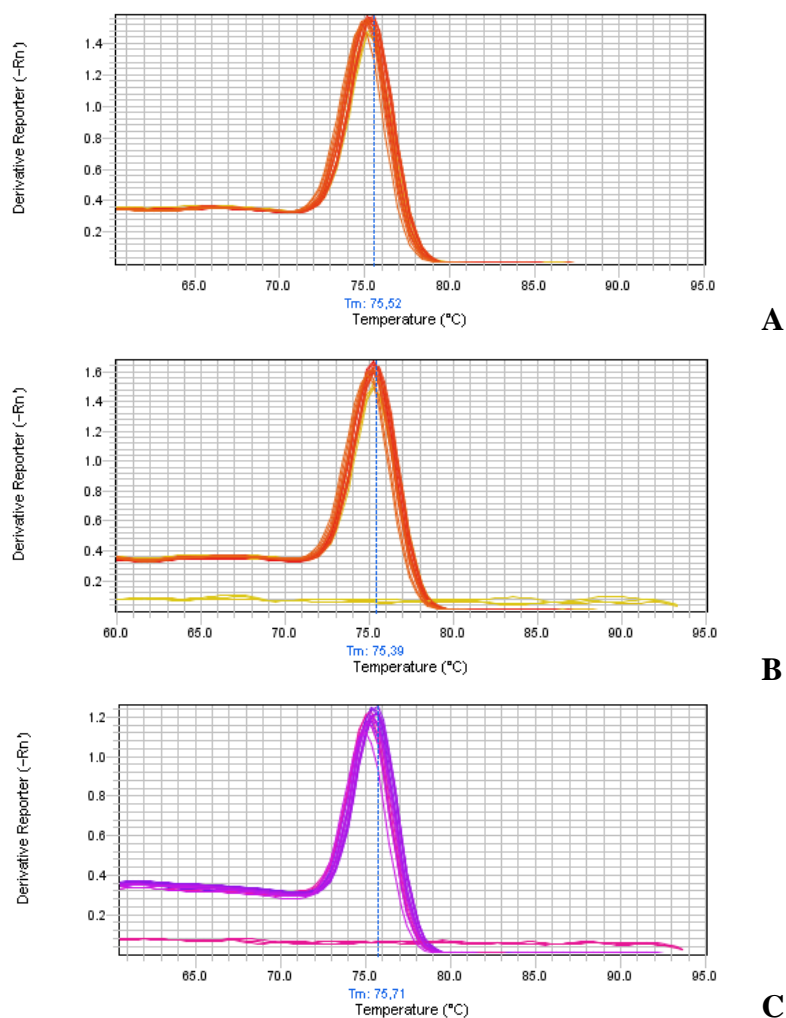 Derivative Reporter (-Rn')
1.4
1.2
1.0
0.8
0.6
0.4
0.2
65.0 70.0 75.0 80.0 85.0 90.0 95.0
Tm: 75,52
Temperature (°C)
A
Derivative Reporter (-Rn')
1.6
1.4
1.2
1.0
0.8
0.6
0.4
0.2
60.0 65.0 70.0 75.0 80.0 85.0 90.0 95.0
Tm: 75,39
Temperature (°C)
B
Derivative Reporter (-Rn')
1.2
1.0
0.8
0.6
0.4
0.2
65.0 70.0 75.0 80.0 85.0 90.0 95.0
Tm: 75,71
Temperature (°C)
C